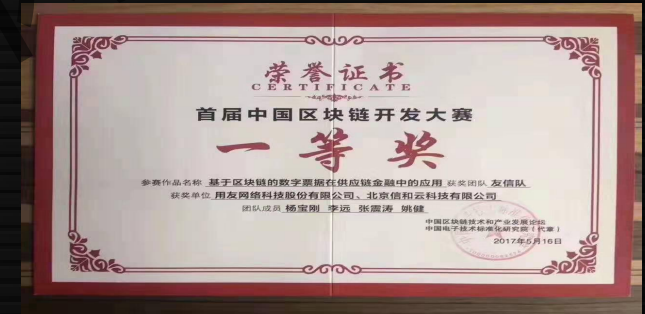 荣誉证书
CERTIFICATE
首届中国区块链开发大赛
一等奖
参赛作品名称 基于区块链的数字票据在供应链金融中的应用 获奖团队 友信队
获奖单位 用友网络科技股份有限公司、北京信和云科技有限公司
团队成员 杨宝刚 李远 张震涛 姚健
中国区块链技术和产业发展论坛
中国电子技术标准化研究院（代章）
2017年5月16日